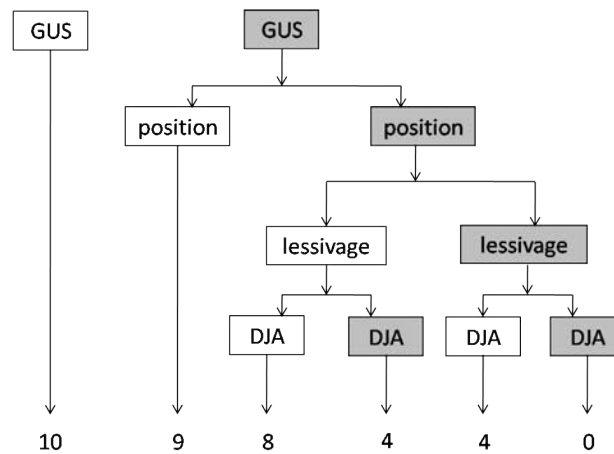 GUS GUS
position position
lessivage lessivage
DJA DJA DJA DJA
10 9 8 4 4 0